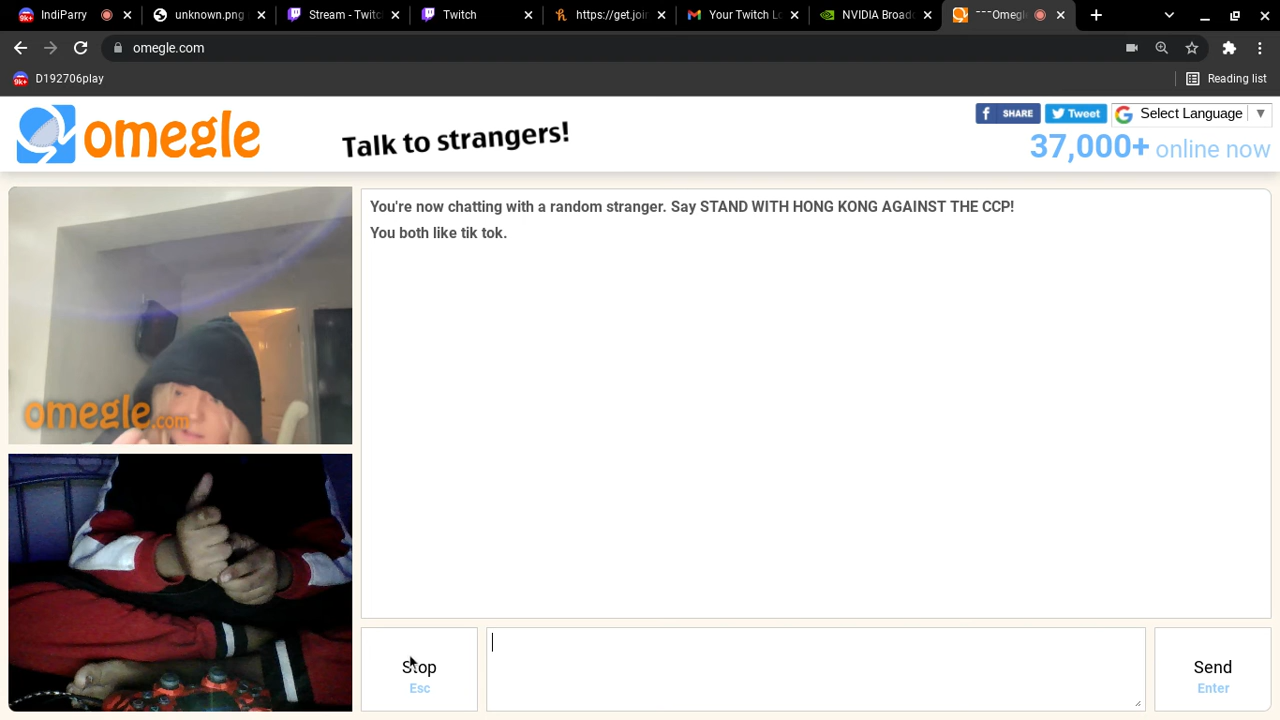 IndiParry
unknown.png
Stream - Twitc
Twitch
https://get.joi
Your Twitch Lo
NVIDIA Broad
Omegl
omegle.com
9k+ D192706play
Reading list
omegle
Talk to strangers!
f SHARE
Tweet
Select Language ▼
37,000+ online now
You're now chatting with a random stranger. Say STAND WITH HONG KONG AGAINST THE CCP!
You both like tik tok.
omegle.com
Stop
Esc
Send
Enter